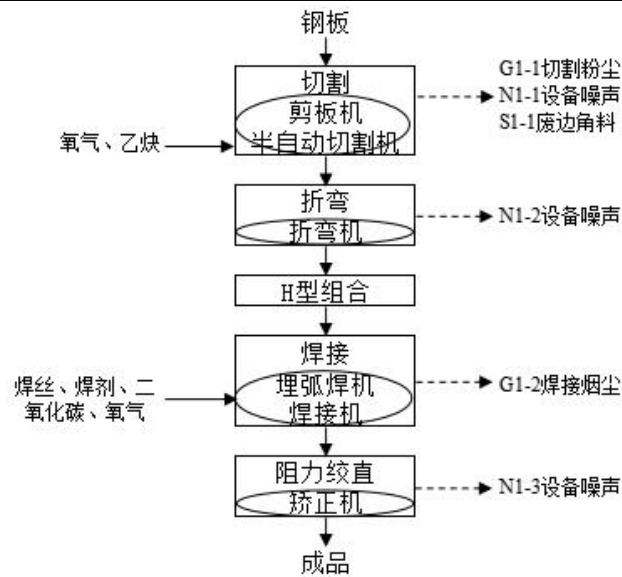 钢板
切割
剪板机
半自动切割机
氧气、乙炔
G1-1切割粉尘
N1-1设备噪声
S1-1废边角料
折弯
折弯机
N1-2设备噪声
H型组合
焊接
埋弧焊机
焊接机
焊丝、焊剂、二
氧化碳、氧气
G1-2焊接烟尘
阻力绞直
矫正机
N1-3设备噪声
成品